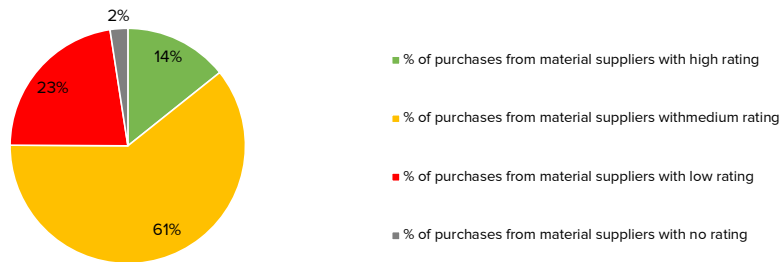 2%
14%
23%
61%
% of purchases from material suppliers with high rating
% of purchases from material suppliers withmedium rating
% of purchases from material suppliers with low rating
% of purchases from material suppliers with no rating